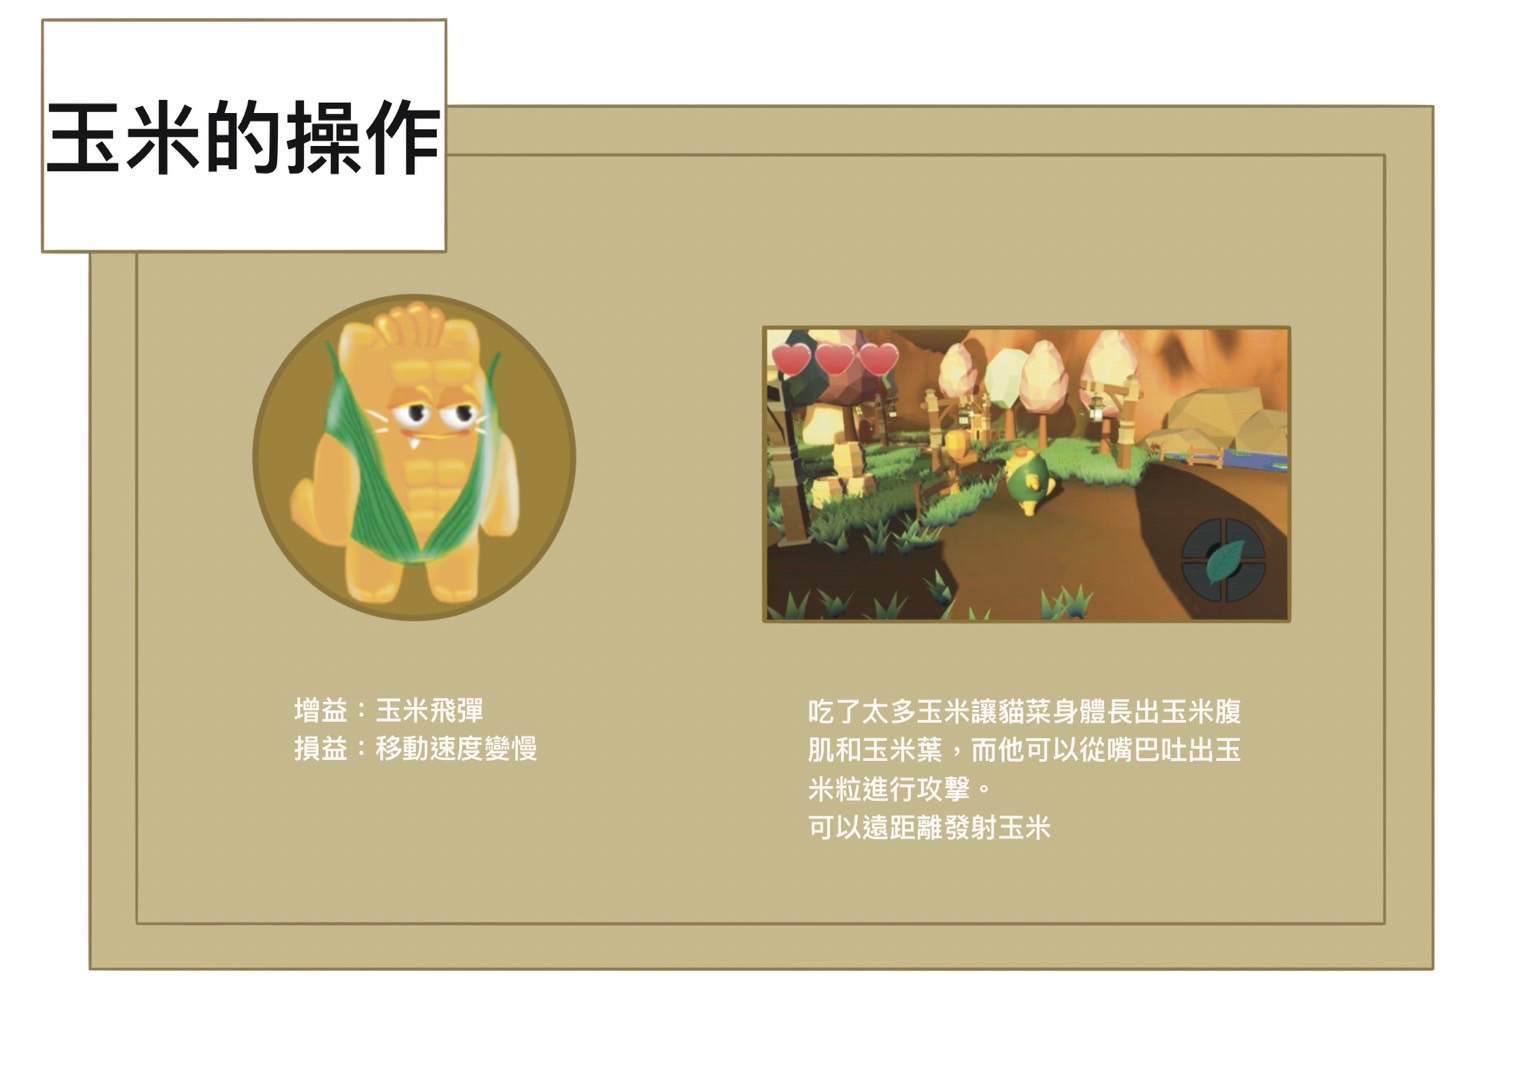 玉米的操作
增益：玉米飛彈
損益：移動速度變慢
吃了太多玉米讓貓菜身體長出玉米腹
肌和玉米葉，而他可以從嘴巴吐出玉
米粒進行攻擊。
可以遠距離發射玉米